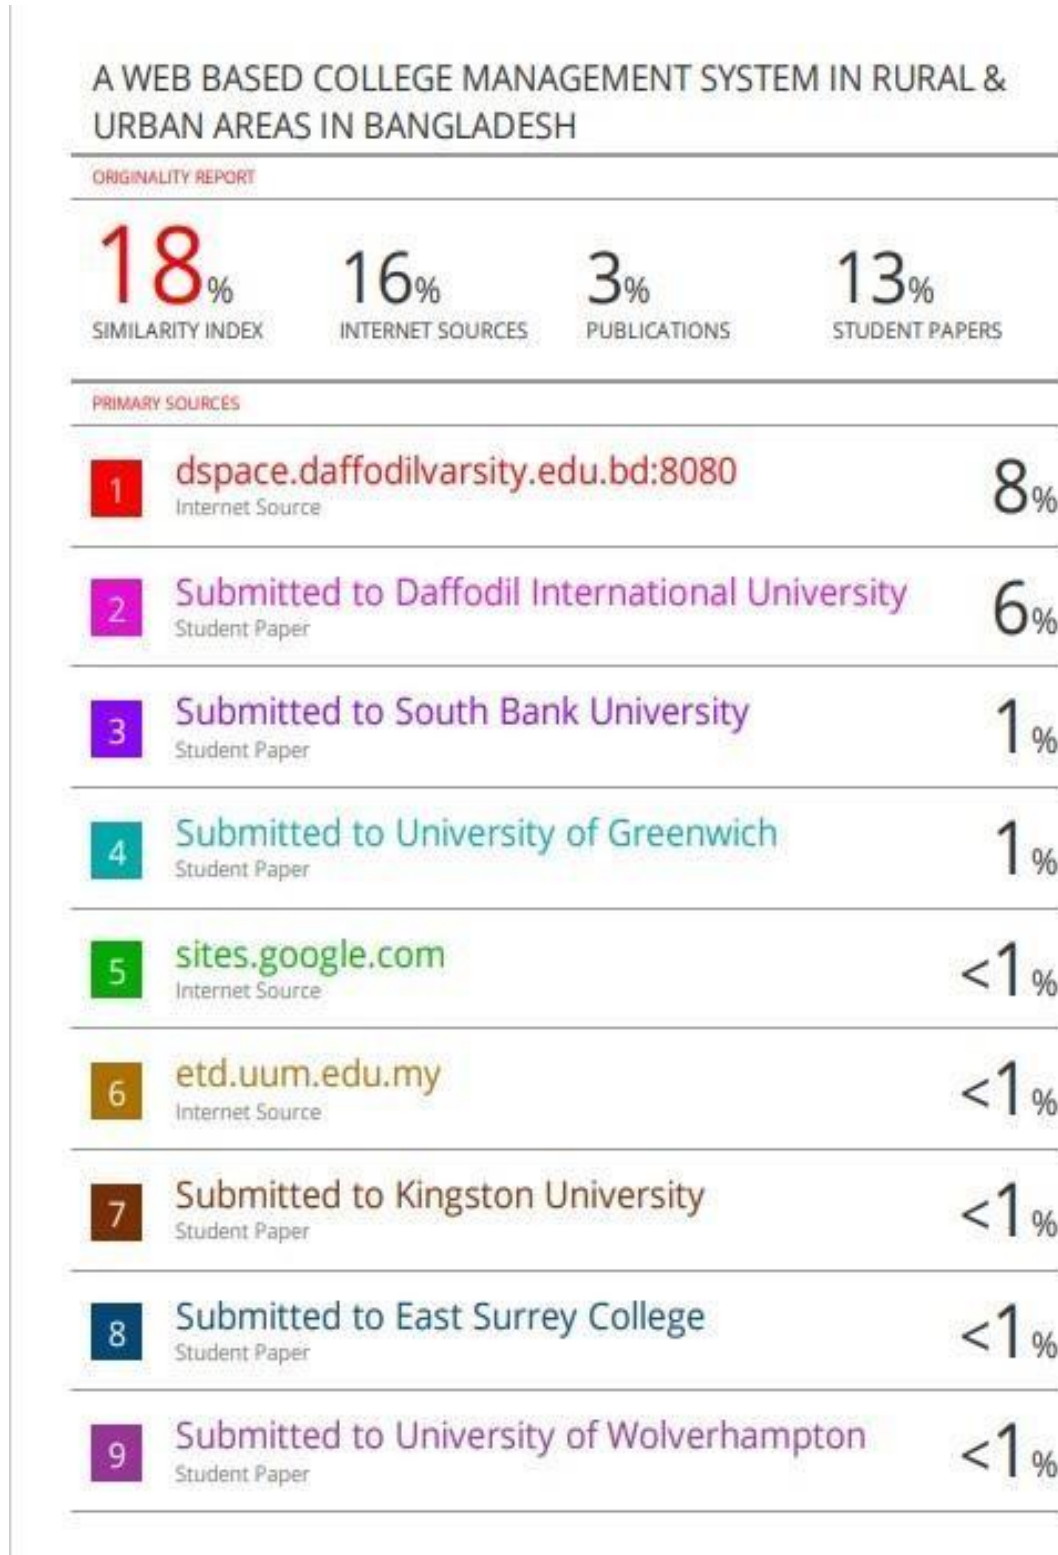 A WEB BASED COLLEGE MANAGEMENT SYSTEM IN RURAL &
URBAN AREAS IN BANGLADESH
ORIGINALITY REPORT
18%
SIMILARITY INDEX
16%
INTERNET SOURCES
3%
PUBLICATIONS
13%
STUDENT PAPERS
PRIMARY SOURCES
1 dspace.daffodilvarsity.edu.bd:8080 8%
Internet Source
2 Submitted to Daffodil International University 6%
Student Paper
3 Submitted to South Bank University 1%
Student Paper
4 Submitted to University of Greenwich 1%
Student Paper
5 sites.google.com <1%
Internet Source
6 etd.uum.edu.my <1%
Internet Source
7 Submitted to Kingston University <1%
Student Paper
8 Submitted to East Surrey College <1%
Student Paper
9 Submitted to University of Wolverhampton <1%
Student Paper